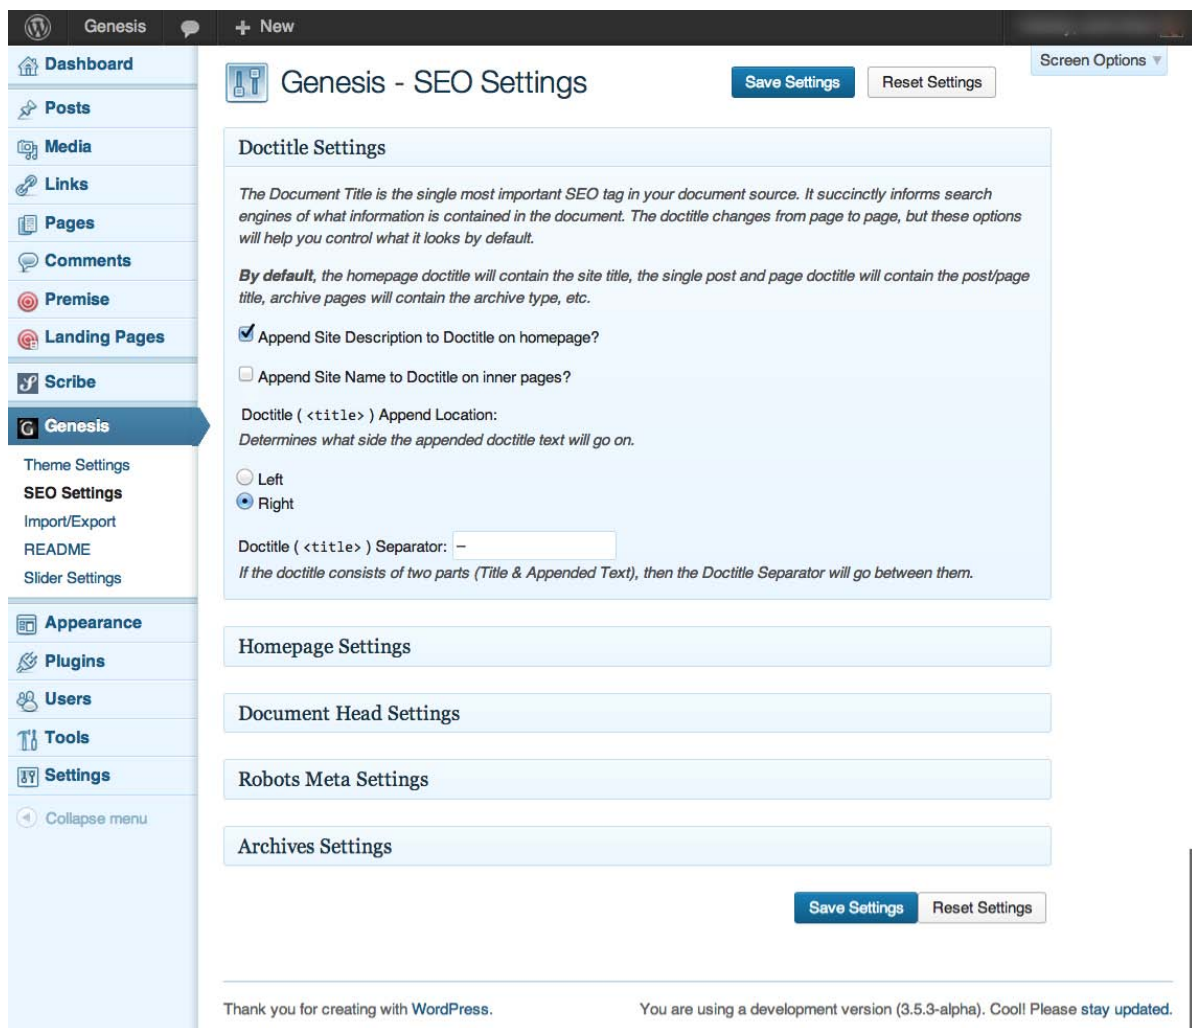 Genesis
+ New
Screen Options
Dashboard
Posts
Media
Links
Pages
Comments
Premise
Landing Pages
Scribe
Genesis
Theme Settings
SEO Settings
Import/Export
README
Slider Settings
Appearance
Plugins
Users
Tools
Settings
Collapse menu
Genesis - SEO Settings
Save Settings
Reset Settings
Doctitle Settings
The Document Title is the single most important SEO tag in your document source. It succinctly informs search
engines of what information is contained in the document. The doctitle changes from page to page, but these options
will help you control what it looks by default.
By default, the homepage doctitle will contain the site title, the single post and page doctitle will contain the post/page
title, archive pages will contain the archive type, etc.
Append Site Description to Doctitle on homepage?
Append Site Name to Doctitle on inner pages?
Doctitle ( <title> ) Append Location:
Determines what side the appended doctitle text will go on.
Left
Right
Doctitle ( <title> ) Separator: –
If the doctitle consists of two parts (Title & Appended Text), then the Doctitle Separator will go between them.
Homepage Settings
Document Head Settings
Robots Meta Settings
Archives Settings
Save Settings
Reset Settings
Thank you for creating with WordPress.
You are using a development version (3.5.3-alpha). Cool! Please stay updated.